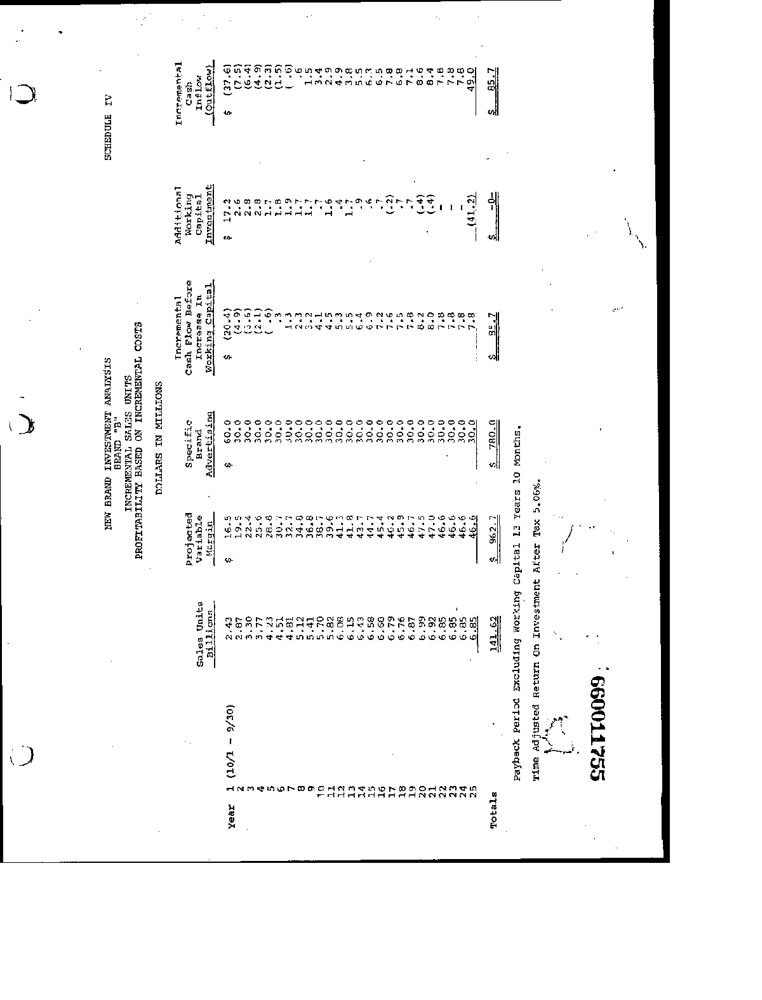 SCHEDULE IV
NEW BRAND INVESTMENT ANALYSIS
BRAND "B"
INCREMENTAL SALES UNITS
PROFITABILITY BASED ON INCREMENTAL COSTS
DOLLARS IN MILLIONS
Incremental Additional Incremental
Projected Specific Cash Flow Before Working Cash
Sales Units Variable Brand Increase In Capital Inflow
Billions Margin Advertising Working Capital Investment (Outflow)
Year 1 (10/1 - 9/30) 2.43 $ 16.5 $ 60.0 $ (20.4) $ 17.2 $ (37.6)
2 2.87 19.5 30.0 (4.9) 2.6 (7.5)
3 3.30 22.4 30.0 (3.6) 2.8 (6.4)
4 3.77 25.6 30.0 (2.1) 2.8 (4.9)
5 4.23 28.8 30.0 (.6) 1.7 (2.3)
6 4.51 30.7 30.0 .3 1.8 (1.5)
7 4.81 32.7 30.0 1.3 1.9 (.6)
8 5.12 34.8 30.0 2.3 1.7 .6
9 5.41 36.8 30.0 3.2 1.7 1.5
10 5.70 38.7 30.0 4.1 .7 3.4
11 5.82 39.6 30.0 4.5 1.6 2.9
12 6.08 41.3 30.0 5.3 .4 4.9
13 6.15 41.8 30.0 5.5 1.7 3.8
14 6.43 43.7 30.0 6.4 .9 5.5
15 6.58 44.7 30.0 6.9 .6 6.3
16 6.68 45.4 30.0 7.2 .7 6.5
17 6.79 46.2 30.0 7.6 (.2) 7.8
18 6.76 45.9 30.0 7.5 .7 6.8
19 6.87 46.7 30.0 7.8 .7 7.1
20 6.99 47.5 30.0 8.2 (.4) 8.6
21 6.92 47.0 30.0 8.0 (.4) 8.4
22 6.85 46.6 30.0 7.8 - 7.8
23 6.85 46.6 30.0 7.8 - 7.8
24 6.85 46.6 30.0 7.8 - 7.8
25 6.85 46.6 30.0 7.8 (41.2) 49.0
Totals 141.62 $ 962.7 $ 780.0 $ 85.7 $ -0- $ 85.7
Payback Period Excluding Working Capital 13 Years 10 Months.
Time Adjusted Return On Investment After Tax 5.06%.
660011755